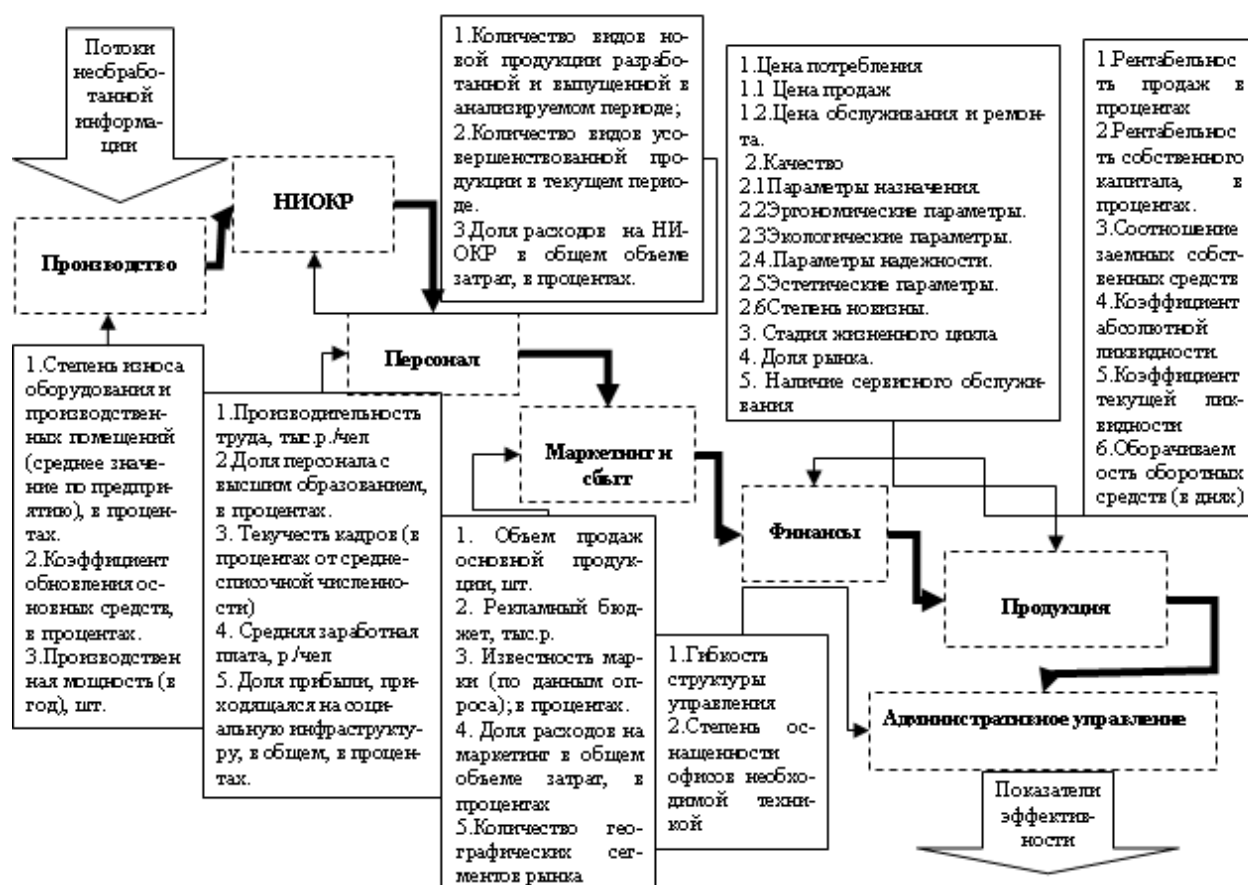 Потоки
необрабо-
танной
информа-
ции
Производство
НИОКР
1.Количество видов но-
вой продукции разрабо-
танной и выпущенной в
анализируемом периоде;
2.Количество видов усо-
вершенствованной про-
дукции в текущем перио-
де.
3.Доля расходов на НИ-
ОКР в общем объеме
затрат, в процентах.
1.Цена потребления
1.1 Цена продаж
1.2.Цена обслуживания и ремон-
та.
2.Качество
2.1Параметры назначения.
2.2Эргономические параметры.
2.3Экологические параметры.
2.4.Параметры надежности.
2.5Эстетические параметры.
2.6Степень новизны.
3. Стадия жизненного цикла
4. Доля рынка.
5. Наличие сервисного обслужи-
вания
1.Рентабельнос
ть продаж в
процентах
2.Рентабельнос
ть собственного
капитала, в
процентах.
3.Соотношение
заемных собст-
венных средств
4.Коэффициент
абсолютной
ликвидности.
5.Коэффициент
текущей лик-
видности
6.Оборачиваем
ость оборотных
средств (в днях)
1.Степень износа
оборудования и
производствен-
ных помещений
(среднее значе-
ние по предпри-
ятию), в процен-
тах.
2.Коэффициент
обновления ос-
новных средств,
в процентах.
3.Производствен
ная мощность (в
год), шт.
Персонал
1.Производительность
труда, тыс.р./чел
2.Доля персонала с
высшим образованием,
в процентах.
3. Текучесть кадров (в
процентах от средне-
списочной численно-
сти)
4. Средняя заработная
плата, р./чел
5. Доля прибыли, при-
ходящаяся на соци-
альную инфраструкту-
ру, в общем, в процен-
тах.
Маркетинг и
сбыт
1. Объем продаж
основной продук-
ции, шт.
2. Рекламный бюд-
жет, тыс.р.
3. Известность мар-
ки (по данным оп-
роса); в процентах.
4. Доля расходов на
маркетинг в общем
объеме затрат, в
процентах
5.Количество гео-
графических сег-
ментов рынка
Финансы
1.Гибкость
структуры
управления
2.Степень ос-
нащенности
офисов необхо-
димой техни-
кой
Продукция
Административное управление
Показатели
эффектив-
ности